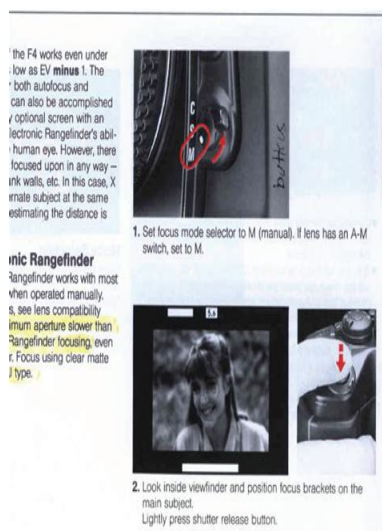 f the F4 works even under
low as EV minus 1. The
both autofocus and
can also be accomplished
optional screen with an
lectronic Rangefinder's abil-
human eye. However, there
focused upon in any way –
nk walls, etc. In this case, X
rnate subject at the same
estimating the distance is
onic Rangefinder
Rangefinder works with most
when operated manually.
s, see lens compatibility
imum aperture slower than
Rangefinder focusing, even
r. Focus using clear matte
J type.
C
S
M
buttius
1. Set focus mode selector to M (manual). If lens has an A-M
switch, set to M.
5.6
2. Look inside viewfinder and position focus brackets on the
main subject.
Lightly press shutter release button.